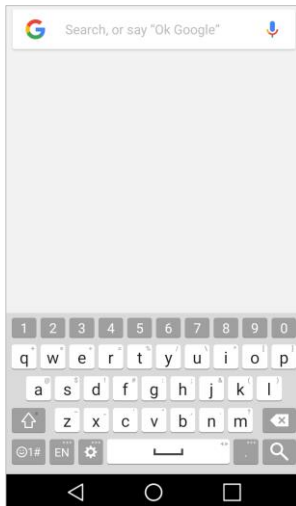 G Search, or say "Ok Google"
1 2 3 4 5 6 7 8 9 0
q w e r t y u i o p
a s d f g h j k l
z x c v b n m
☺1# EN .